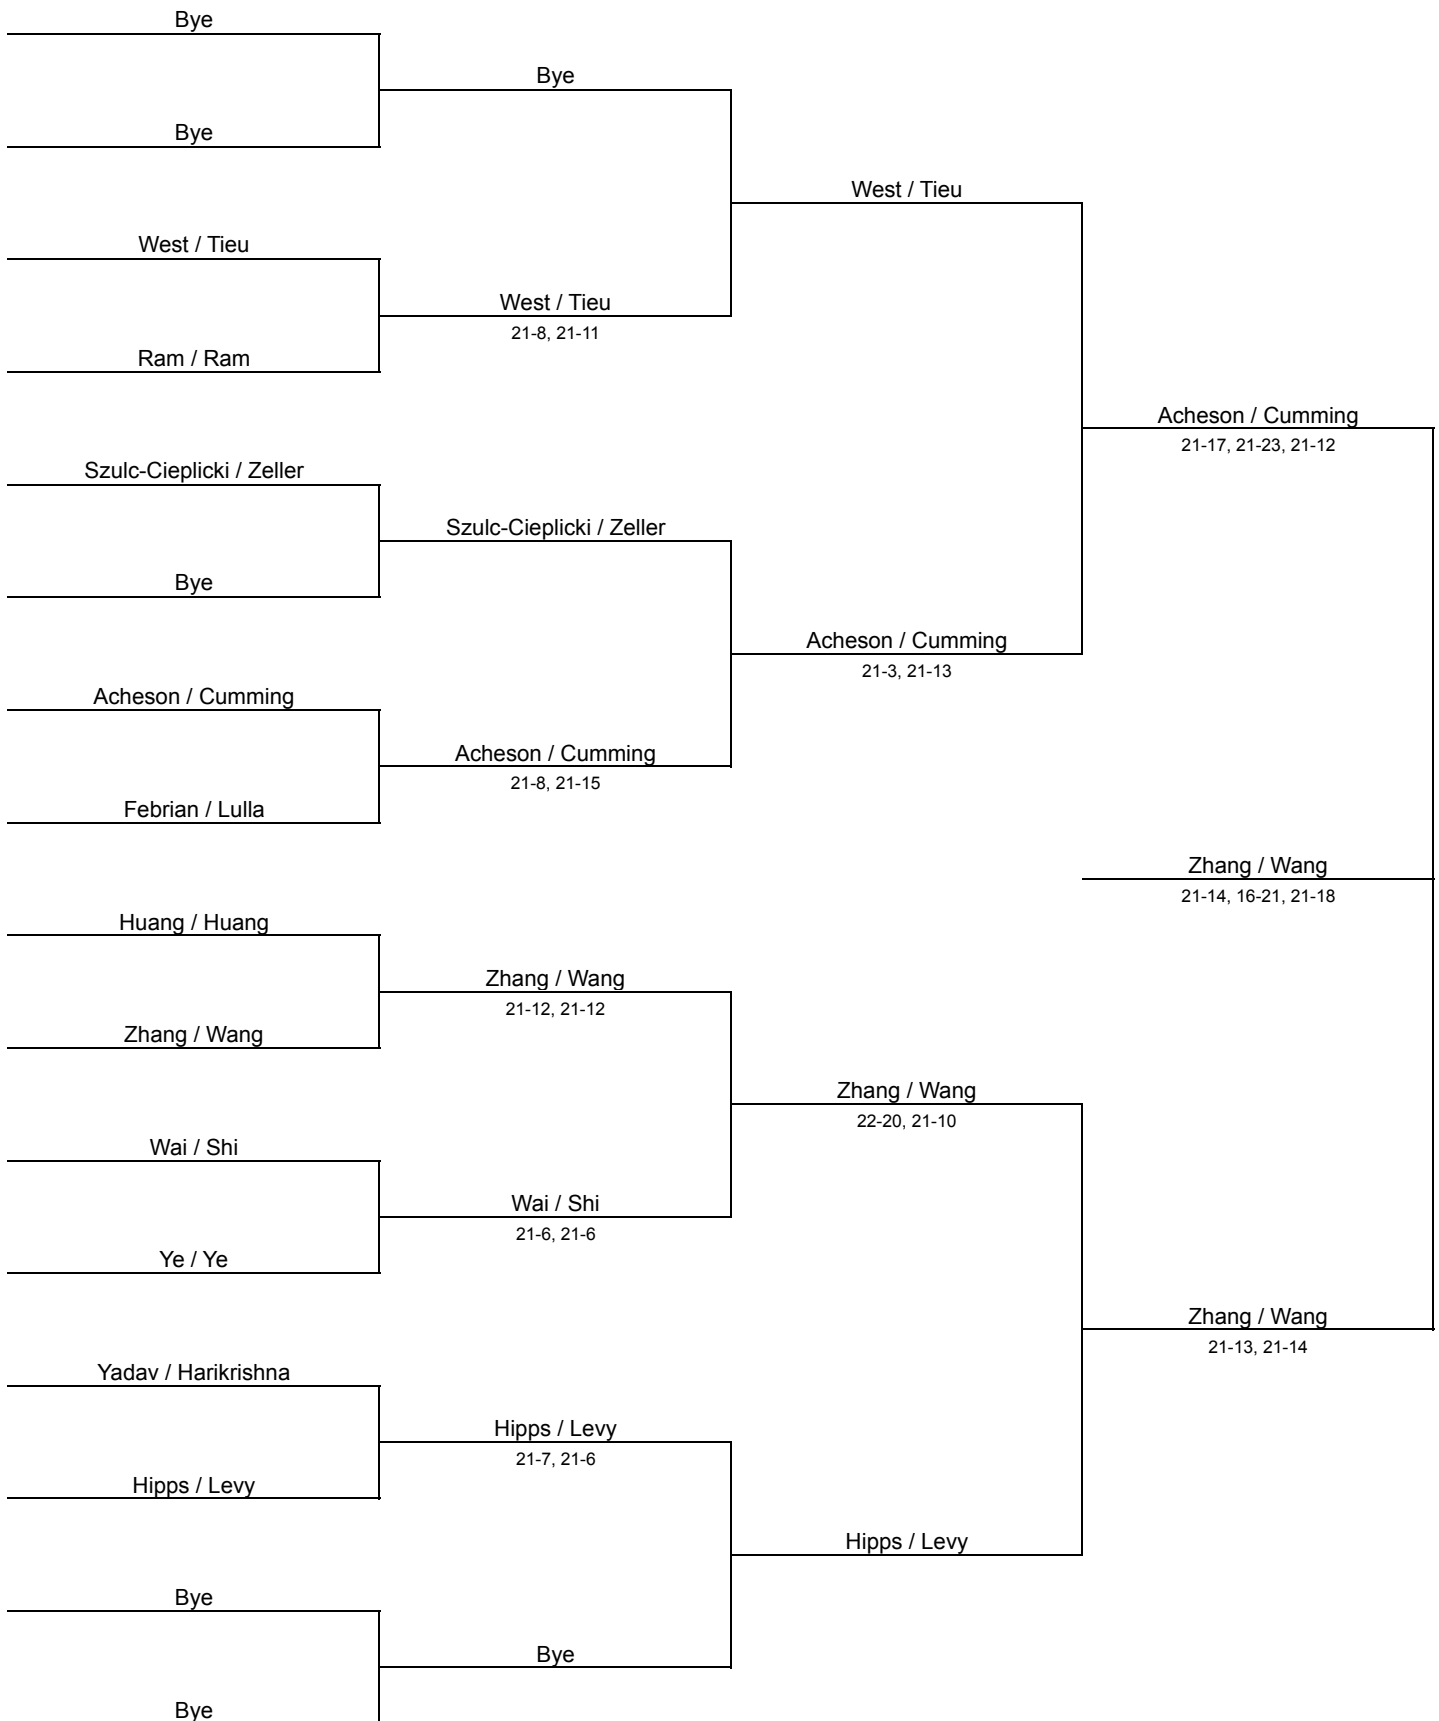 Bye
Bye
Bye
West / Tieu
West / Tieu
West / Tieu
21-8, 21-11
Ram / Ram
Acheson / Cumming
21-17, 21-23, 21-12
Szulc-Cieplicki / Zeller
Szulc-Cieplicki / Zeller
Bye
Acheson / Cumming
21-3, 21-13
Acheson / Cumming
Acheson / Cumming
21-8, 21-15
Febrian / Lulla
Zhang / Wang
21-14, 16-21, 21-18
Huang / Huang
Zhang / Wang
21-12, 21-12
Zhang / Wang
Zhang / Wang
22-20, 21-10
Wai / Shi
Wai / Shi
21-6, 21-6
Ye / Ye
Zhang / Wang
21-13, 21-14
Yadav / Harikrishna
Hipps / Levy
21-7, 21-6
Hipps / Levy
Hipps / Levy
Bye
Bye
Bye